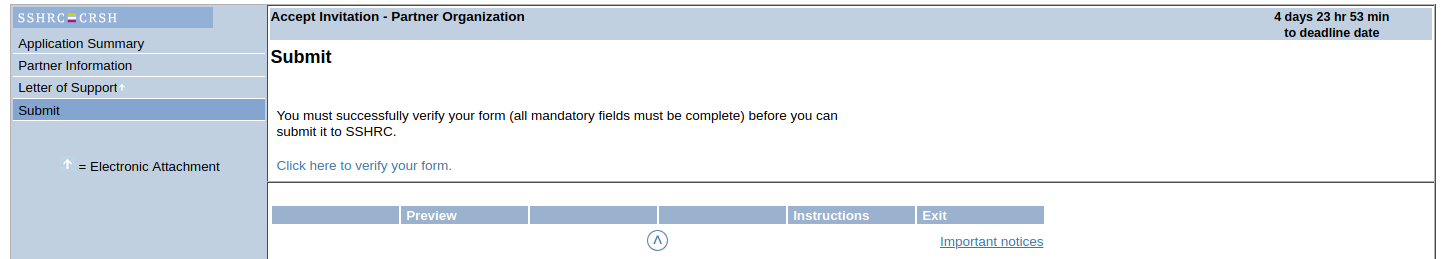 SSHRC CRSH
Application Summary
Partner Information
Letter of Support
Submit
= Electronic Attachment
Accept Invitation - Partner Organization
4 days 23 hr 53 min
to deadline date
Submit
You must successfully verify your form (all mandatory fields must be complete) before you can
submit it to SSHRC.
Click here to verify your form.
Preview
Instructions
Exit
Important notices